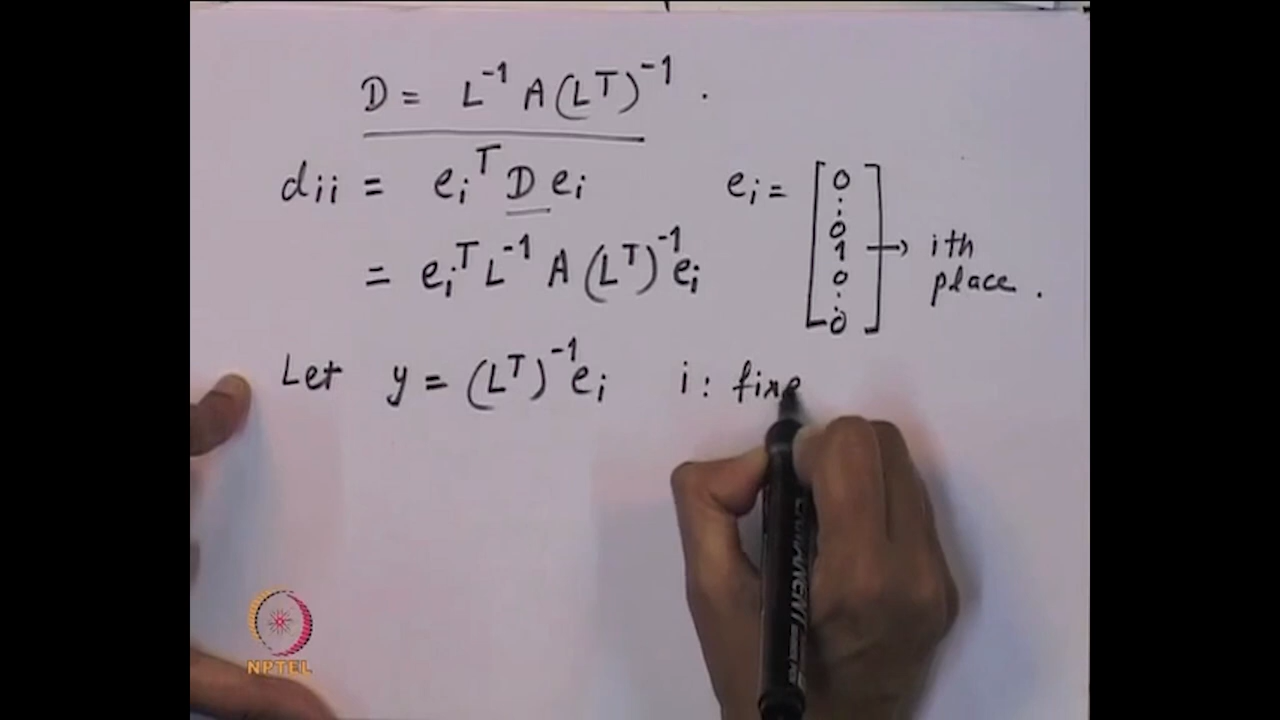 D = L⁻¹ A (Lᵀ)⁻¹ .
dii = eᵢᵀ D eᵢ
= eᵢᵀ L⁻¹ A (Lᵀ)⁻¹ eᵢ
eᵢ = [ 0 : 0 1 0 : 0 ] → ith place .
Let y = (Lᵀ)⁻¹ eᵢ i : fixe
NPTEL